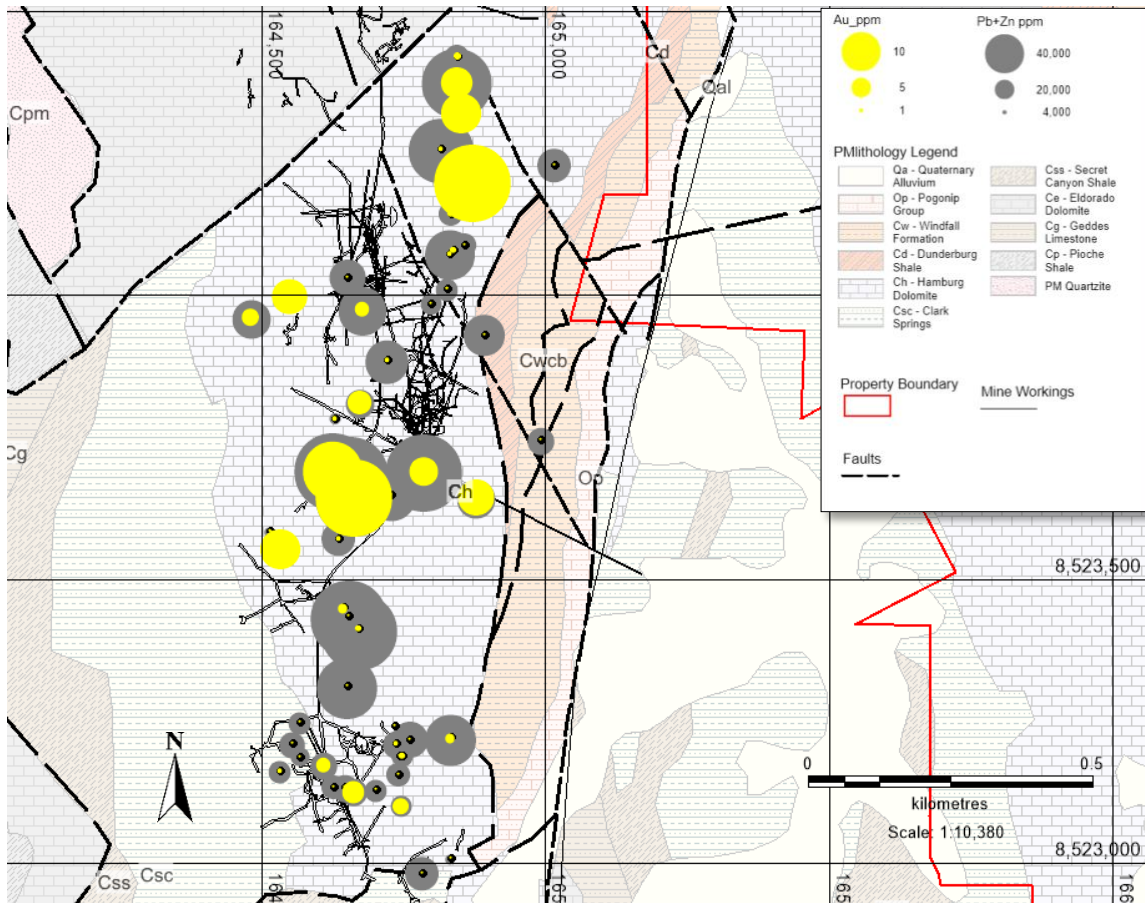 Au_ppm
Pb+Zn ppm
10
40,000
5
20,000
1
4,000
PMlithology Legend
Qa - Quaternary
Alluvium
Op - Pogonip
Group
Cw - Windfall
Formation
Cd - Dunderburg
Shale
Ch - Hamburg
Dolomite
Csc - Clark
Springs
Css - Secret
Canyon Shale
Ce - Eldorado
Dolomite
Cg - Geddes
Limestone
Cp - Pioche
Shale
PM Quartzite
Property Boundary
Mine Workings
Faults
164,500
165,000
Cd
Qal
Cpm
Cwcb
Cg
Ch
8,523,500
N
0
0.5
kilometres
Scale: 1:10,380
8,523,000
Css
Csc
164
165
165
166